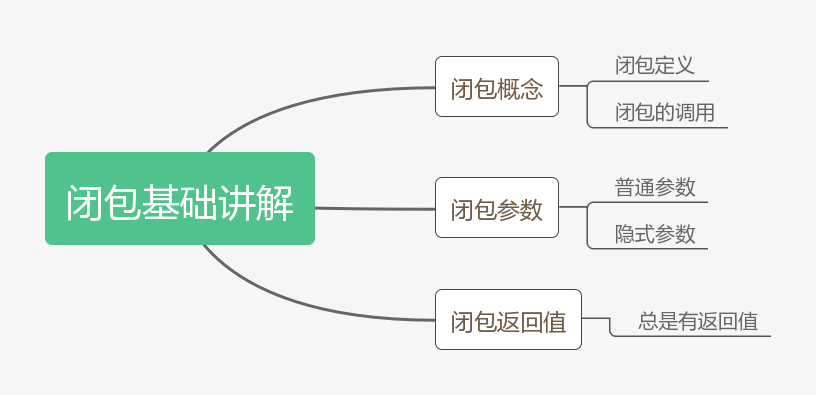 闭包基础讲解
闭包概念
闭包定义
闭包的调用
闭包参数
普通参数
隐式参数
闭包返回值
总是有返回值